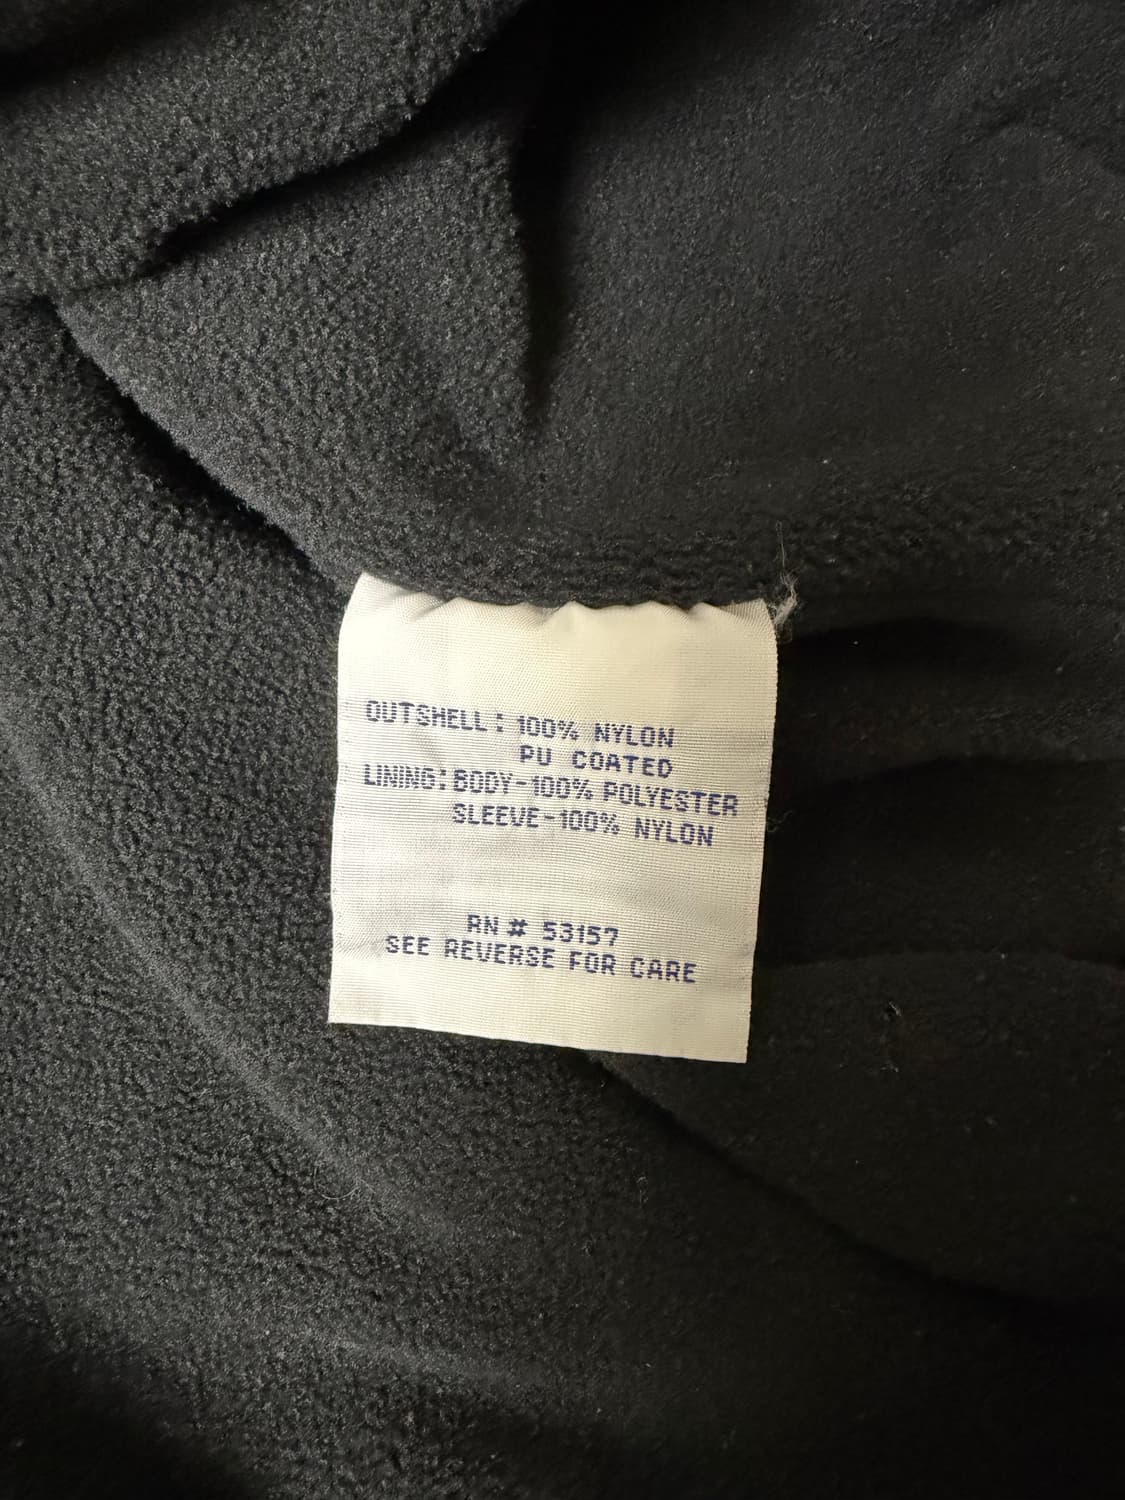 OUTSHELL: 100% NYLON
PU COATED
LINING: BODY-100% POLYESTER
SLEEVE-100% NYLON
RN # 53157
SEE REVERSE FOR CARE